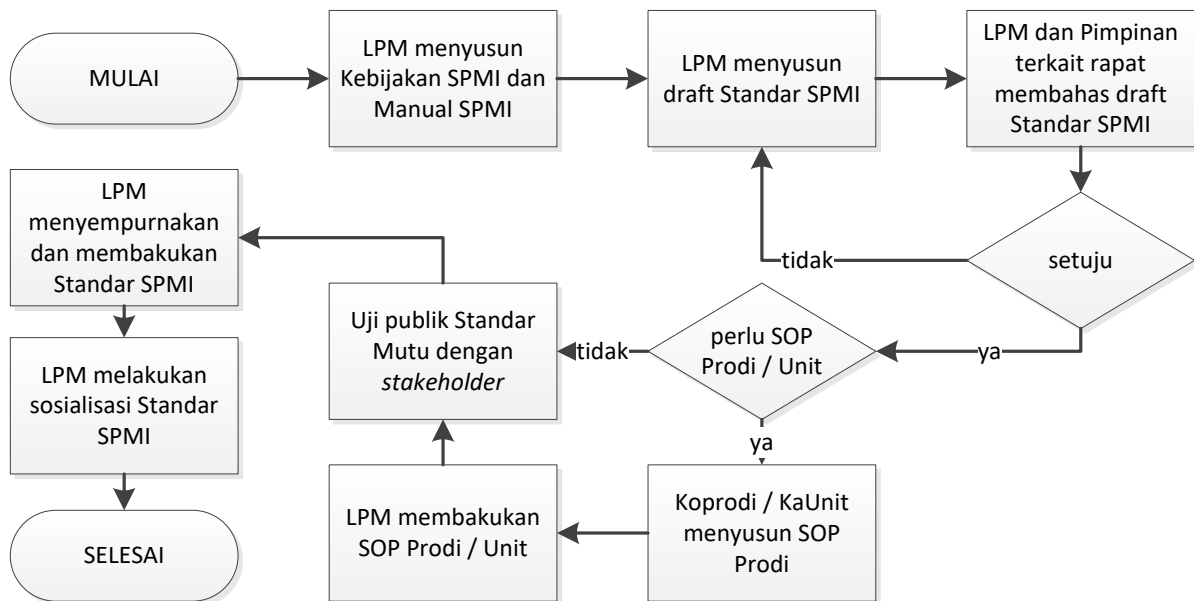 MULAI
LPM menyusun
Kebijakan SPMI dan
Manual SPMI
LPM menyusun
draft Standar SPMI
LPM dan Pimpinan
terkait rapat
membahas draft
Standar SPMI
setuju
tidak
ya
perlu SOP
Prodi / Unit
tidak
ya
Koprodi / KaUnit
menyusun SOP
Prodi
LPM membakukan
SOP Prodi / Unit
Uji publik Standar
Mutu dengan
stakeholder
LPM
menyempurnakan
dan membakukan
Standar SPMI
LPM melakukan
sosialisasi Standar
SPMI
SELESAI